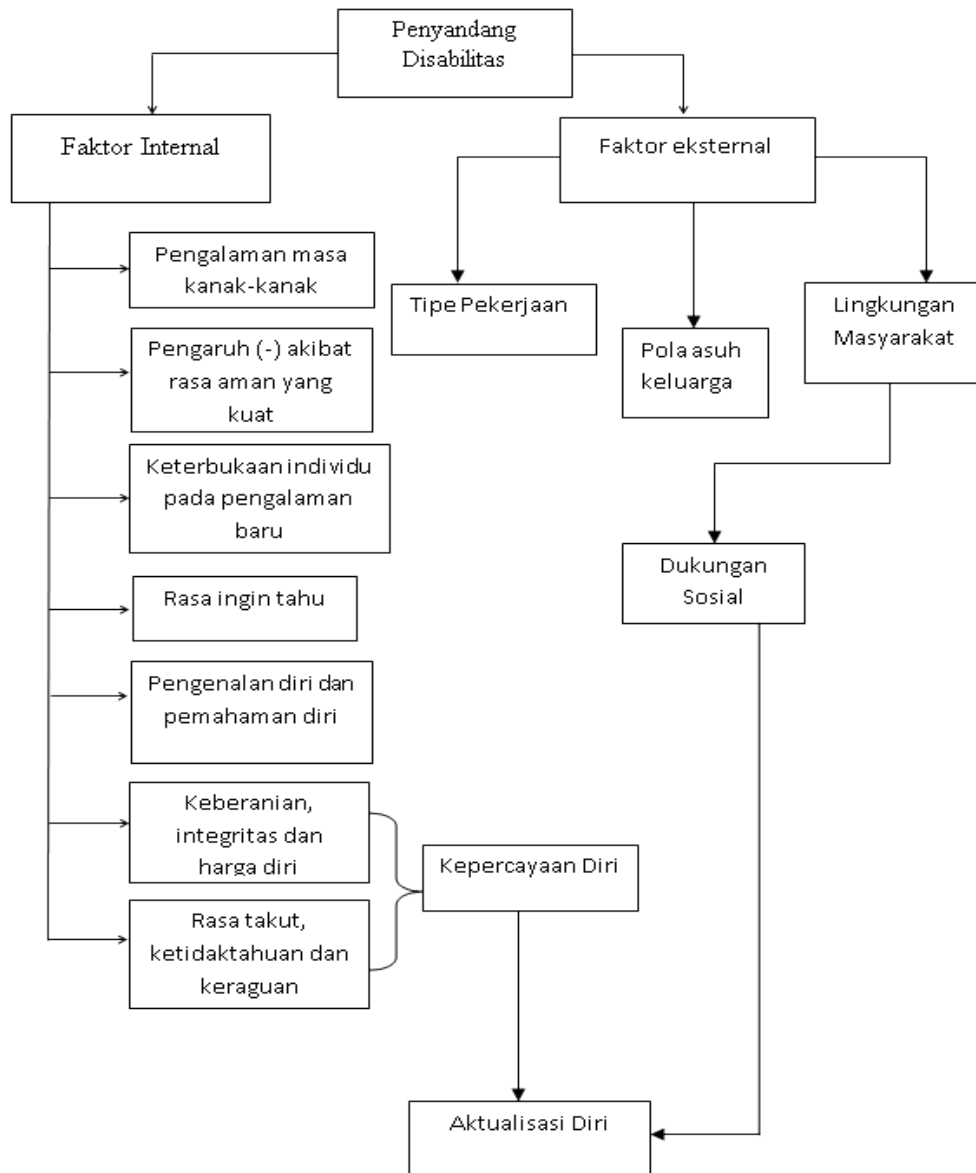 Penyandang
Disabilitas
Faktor Internal
Faktor eksternal
Pengalaman masa
kanak-kanak
Tipe Pekerjaan
Lingkungan
Masyarakat
Pengaruh (-) akibat
rasa aman yang
kuat
Pola asuh
keluarga
Keterbukaan individu
pada pengalaman
baru
Dukungan
Sosial
Rasa ingin tahu
Pengenalan diri dan
pemahaman diri
Keberanian,
integritas dan
harga diri
Kepercayaan Diri
Rasa takut,
ketidaktahuan dan
keraguan
Aktualisasi Diri